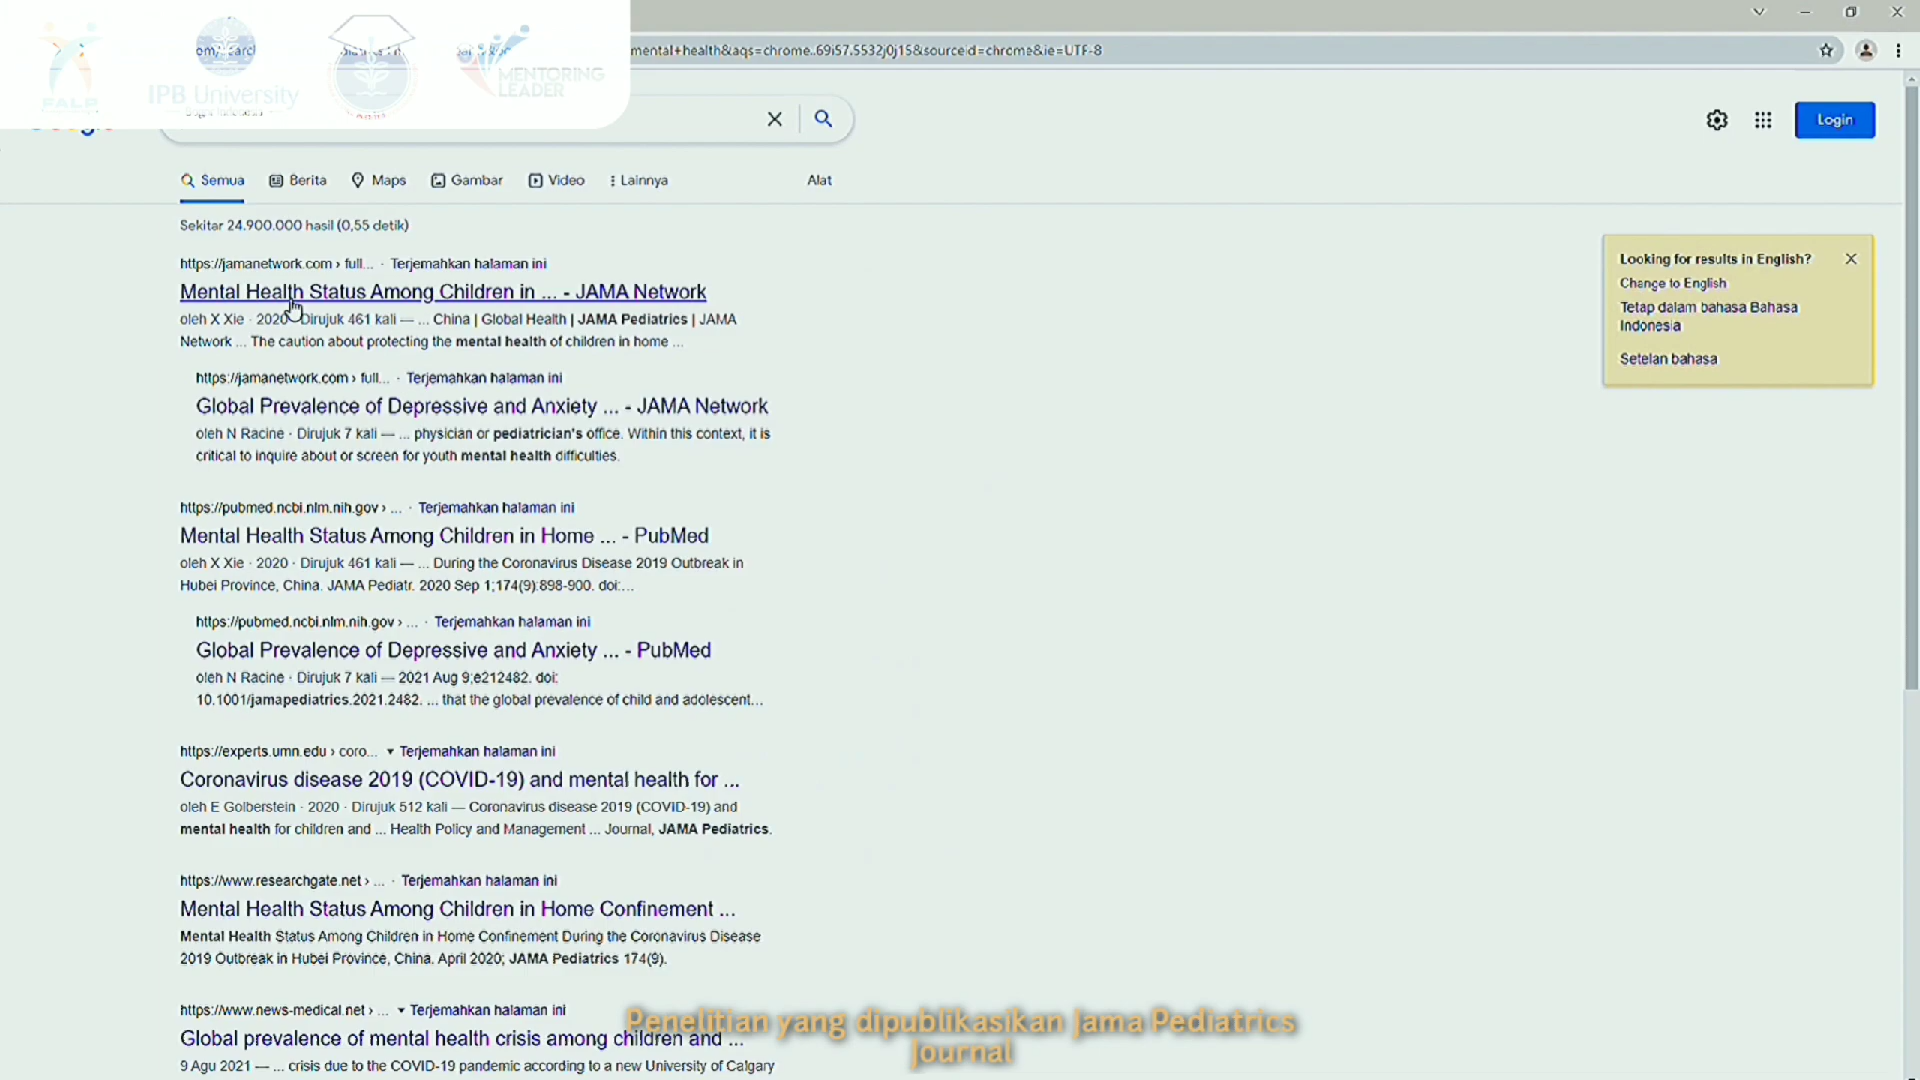 FALP
IPB University
Bogor Indonesia
MENTORING
LEADER
mental+health&aqs=chrome..69i57.5532j0j15&sourceid=chrome&ie=UTF-8
Login
Semua
Berita
Maps
Gambar
Video
Lainnya
Alat
Sekitar 24.900.000 hasil (0,55 detik)
https://jamanetwork.com › full... · Terjemahkan halaman ini
Mental Health Status Among Children in ... - JAMA Network
oleh X Xie · 2020 · Dirujuk 461 kali — ... China | Global Health | JAMA Pediatrics | JAMA
Network ... The caution about protecting the mental health of children in home ...
https://jamanetwork.com › full... · Terjemahkan halaman ini
Global Prevalence of Depressive and Anxiety ... - JAMA Network
oleh N Racine · Dirujuk 7 kali — ... physician or pediatrician's office. Within this context, it is
critical to inquire about or screen for youth mental health difficulties.
https://pubmed.ncbi.nlm.nih.gov › ... · Terjemahkan halaman ini
Mental Health Status Among Children in Home ... - PubMed
oleh X Xie · 2020 · Dirujuk 461 kali — ... During the Coronavirus Disease 2019 Outbreak in
Hubei Province, China. JAMA Pediatr. 2020 Sep 1;174(9):898-900. doi:...
https://pubmed.ncbi.nlm.nih.gov › ... · Terjemahkan halaman ini
Global Prevalence of Depressive and Anxiety ... - PubMed
oleh N Racine · Dirujuk 7 kali — 2021 Aug 9;e212482. doi:
10.1001/jamapediatrics.2021.2482. ... that the global prevalence of child and adolescent...
https://experts.umn.edu › coro... ▾ Terjemahkan halaman ini
Coronavirus disease 2019 (COVID-19) and mental health for ...
oleh E Golberstein · 2020 · Dirujuk 512 kali — Coronavirus disease 2019 (COVID-19) and
mental health for children and ... Health Policy and Management ... Journal, JAMA Pediatrics.
https://www.researchgate.net › ... · Terjemahkan halaman ini
Mental Health Status Among Children in Home Confinement ...
Mental Health Status Among Children in Home Confinement During the Coronavirus Disease
2019 Outbreak in Hubei Province, China. April 2020; JAMA Pediatrics 174(9).
https://www.news-medical.net › ... ▾ Terjemahkan halaman ini
Global prevalence of mental health crisis among children and ...
9 Agu 2021 — ... crisis due to the COVID-19 pandemic according to a new University of Calgary
Looking for results in English?
Change to English
Tetap dalam bahasa Bahasa
Indonesia
Setelan bahasa
Penelitian yang dipublikasikan Jama Pediatrics
Journal